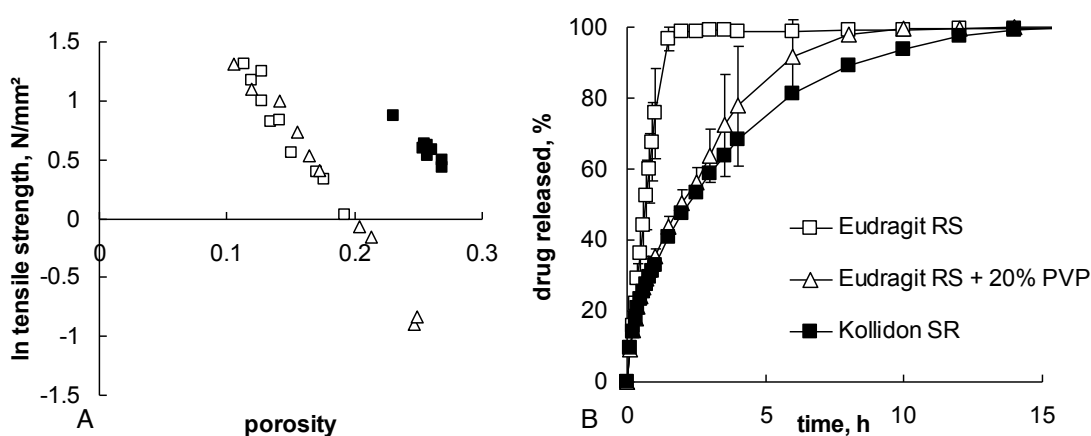 1.5
1
0.5
0
-0.5
-1
-1.5
0
0.1
0.2
0.3
ln tensile strength, N/mm²
A
porosity
100
80
60
40
20
0
0
5
10
15
drug released, %
Eudragit RS
Eudragit RS + 20% PVP
Kollidon SR
B
time, h